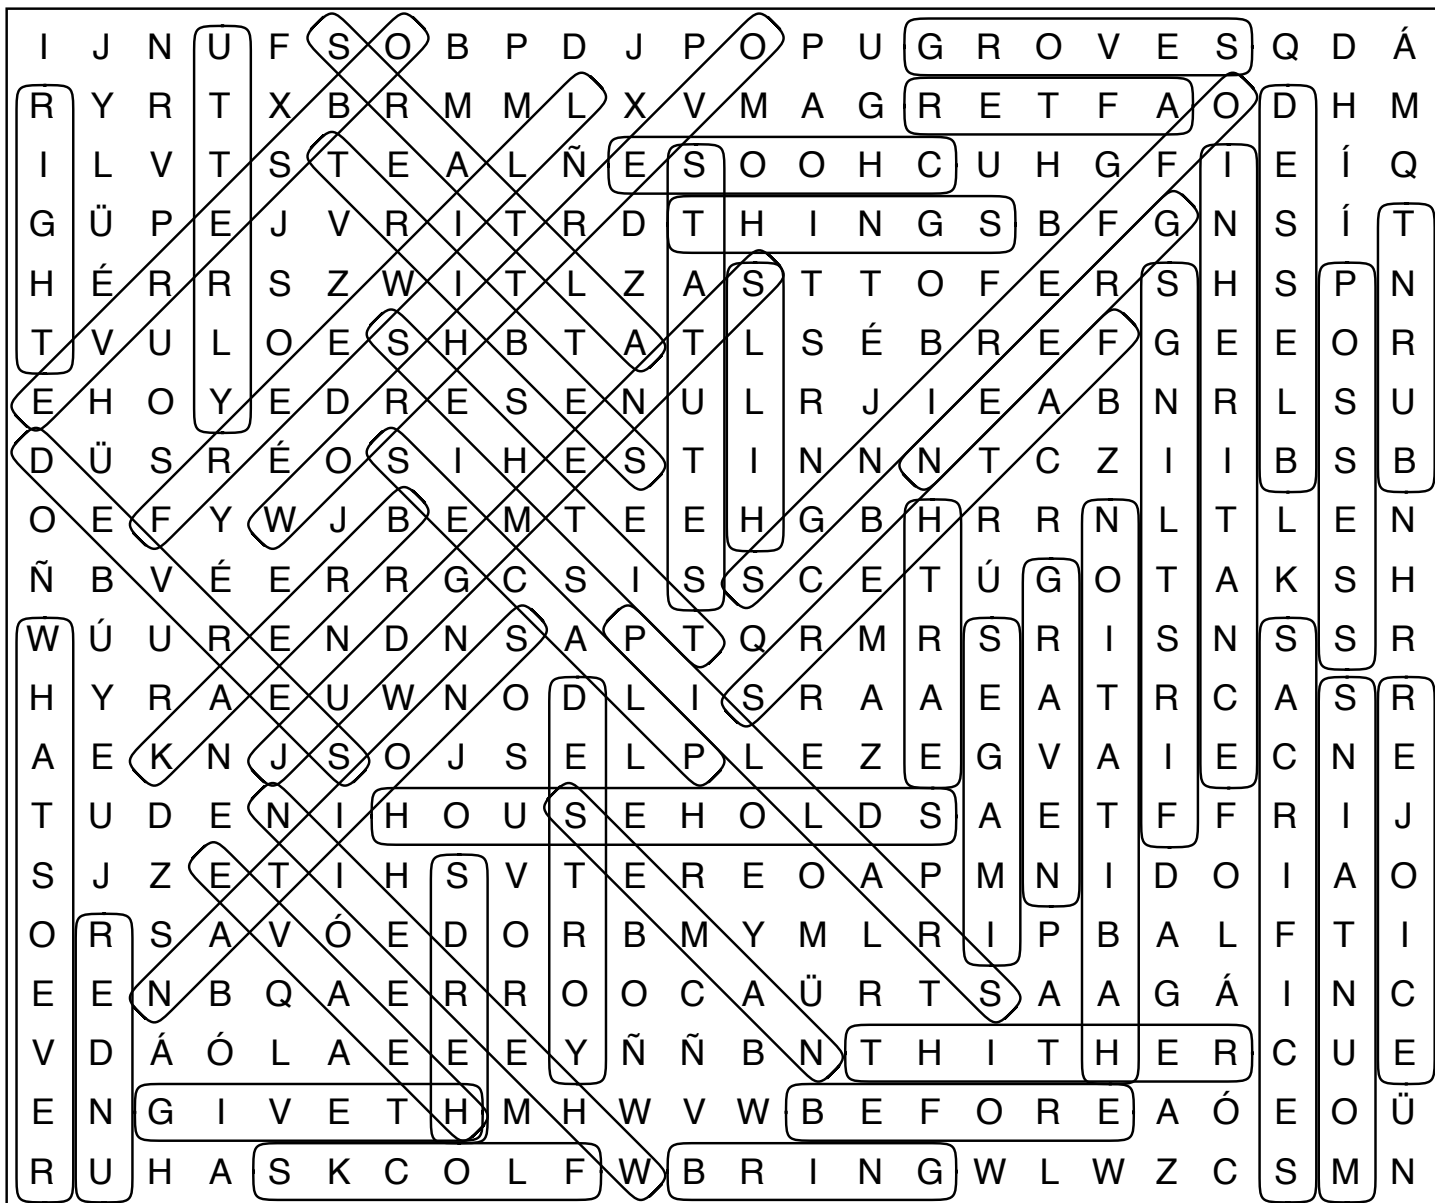 I J N U F S O B P D J P O P U G R O V E S Q D Á
R Y R T X B R M M L X V M A G R E T F A O D H M
I L V T S T E A L Ñ E S O O H C U H G F I E Í Q
G Ü P E J V R I T R D T H I N G S B F G N S Í T
H É R R S Z W I T L Z A S T T O F E R S H S P N
T V U L O E S H B T A T L S É B R E F G E E O R
E H O Y E D R E S E N U L R J I E A B N R L S U
D Ü S R É O S I H E S T I N N N T C Z I I B S B
O E F Y W J B E M T E E H G B H R R N L T L E N
Ñ B V É E R R G C S I S S C E T Ú G O T A K S H
W Ú U R E N D N S A P T Q R M R S R I S N S S R
H Y R A E U W N O D L I S R A A E A T R C A S R
A E K N J S O J S E L P L E Z E G V A I E C N E
T U D E N I H O U S E H O L D S A E T F F R I J
S J Z E T I H S V T E R E O A P M N I D O I A O
O R S A V Ó E D O R B M Y M L R I P B A L F T I
E E N B Q A E R R O O C A Ü R T S A A G Á I N C
V D Á Ó L A E E E Y Ñ Ñ B N T H I T H E R C U E
E N G I V E T H M H W V W B E F O R E A Ó E O Ü
R U H A S K C O L F W B R I N G W L W Z C S M N